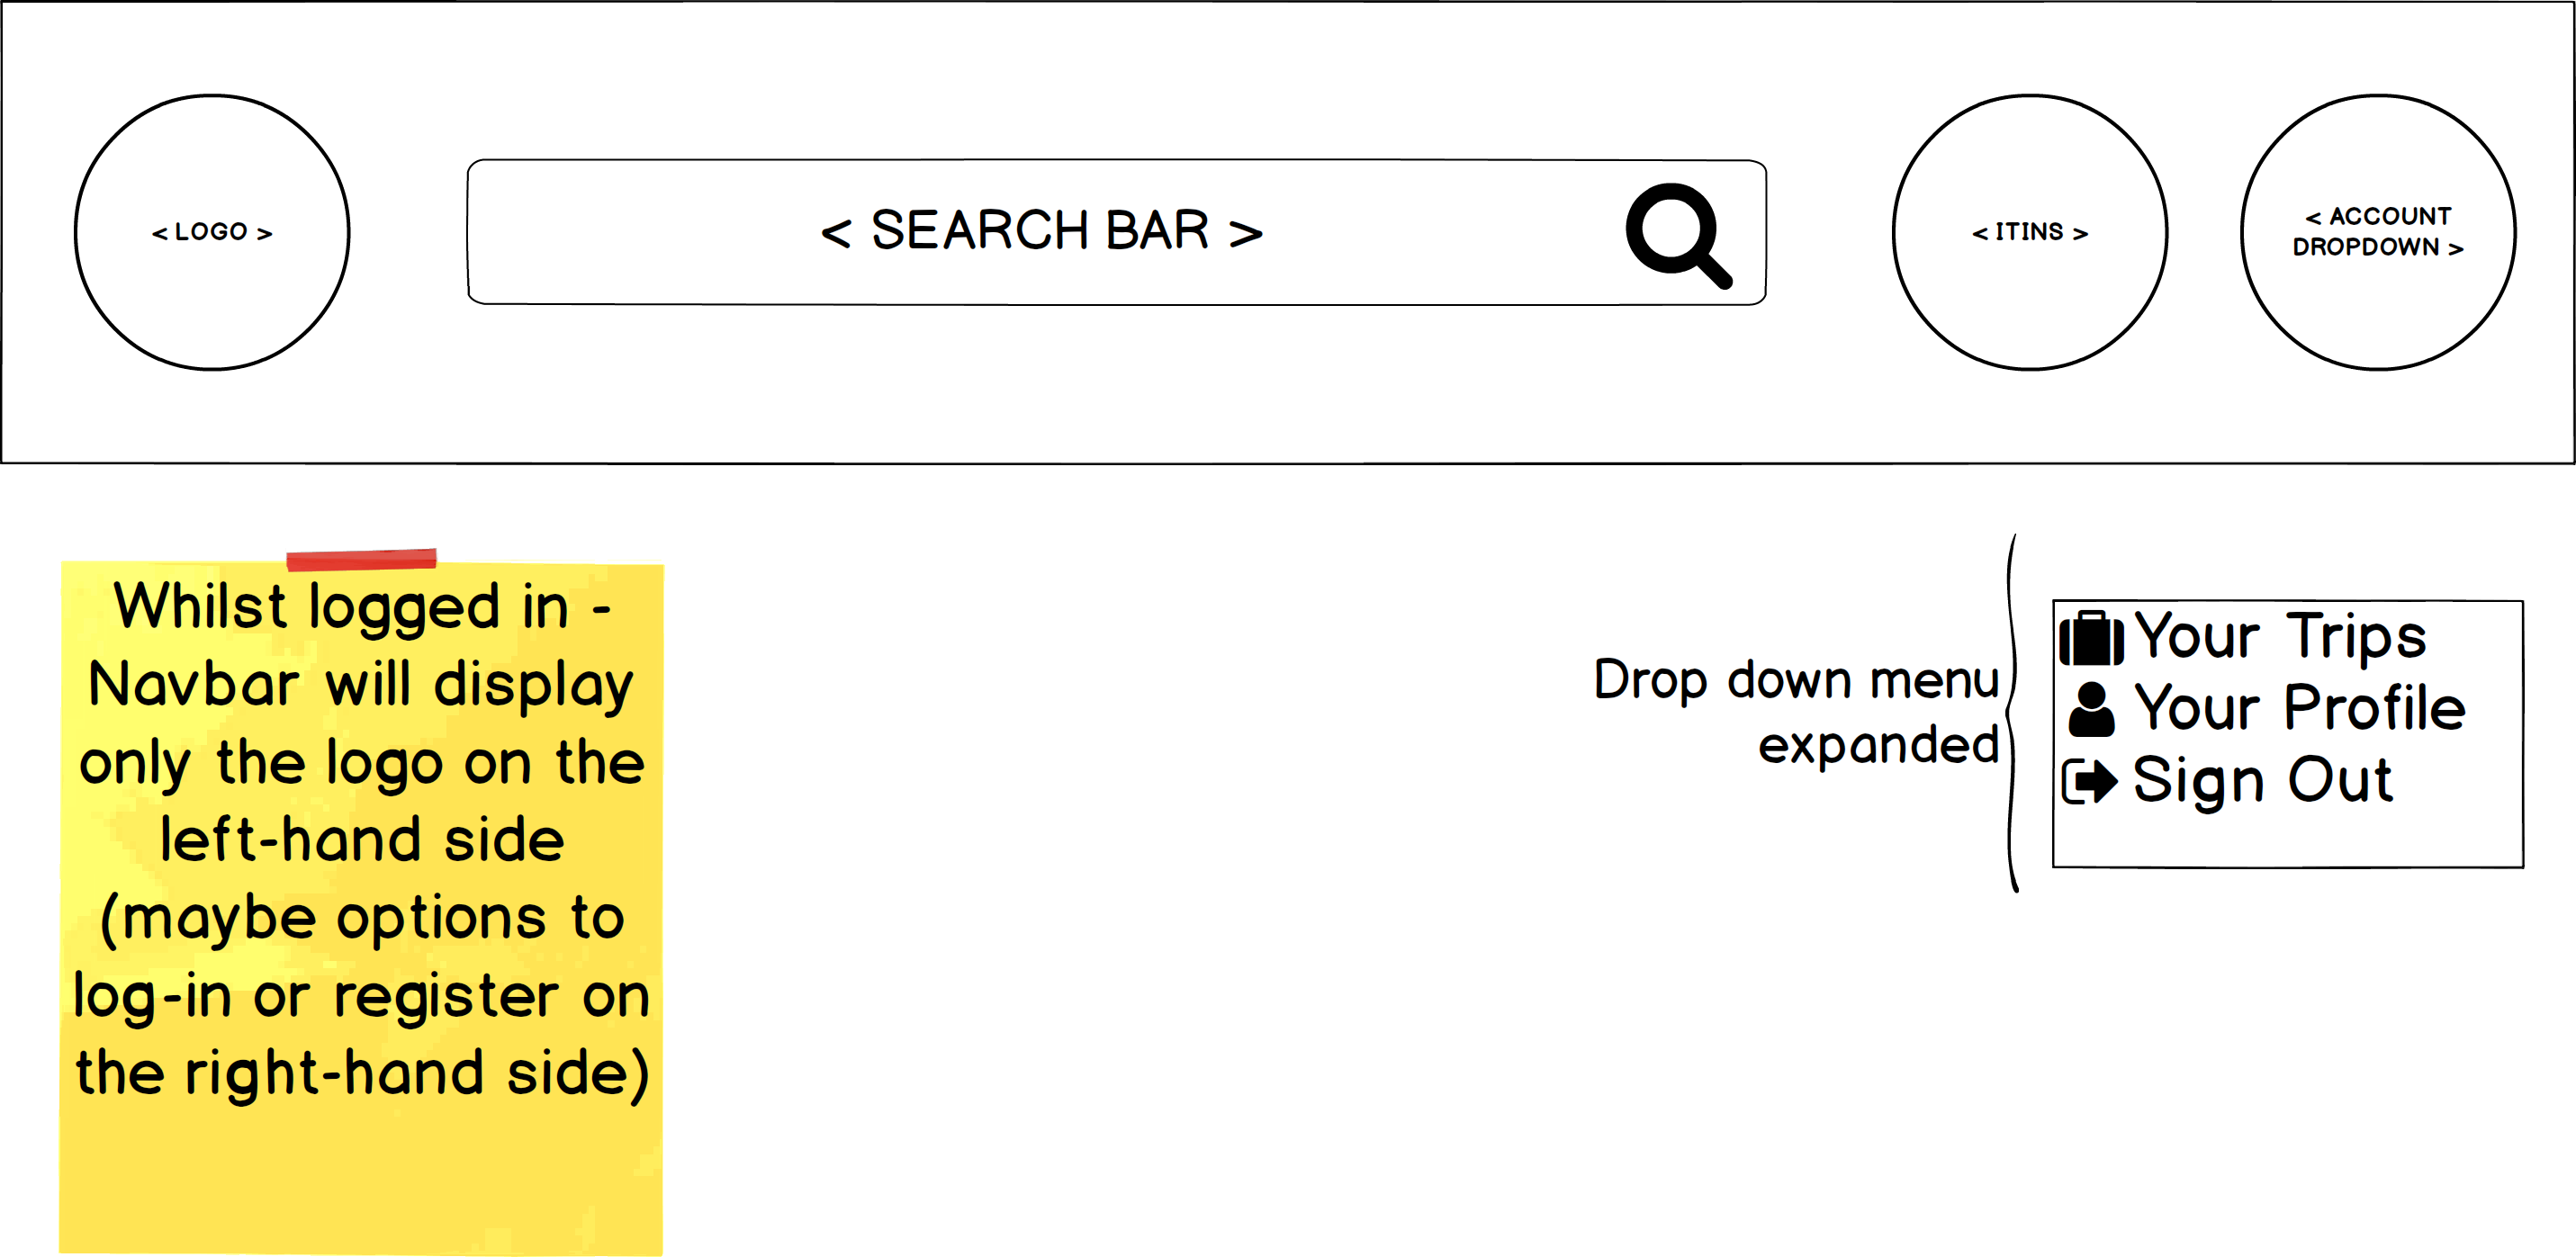 < LOGO >
< SEARCH BAR >
< ITINS >
< ACCOUNT
DROPDOWN >
Whilst logged in -
Navbar will display
only the logo on the
left-hand side
(maybe options to
log-in or register on
the right-hand side)
Drop down menu
expanded
Your Trips
Your Profile
Sign Out